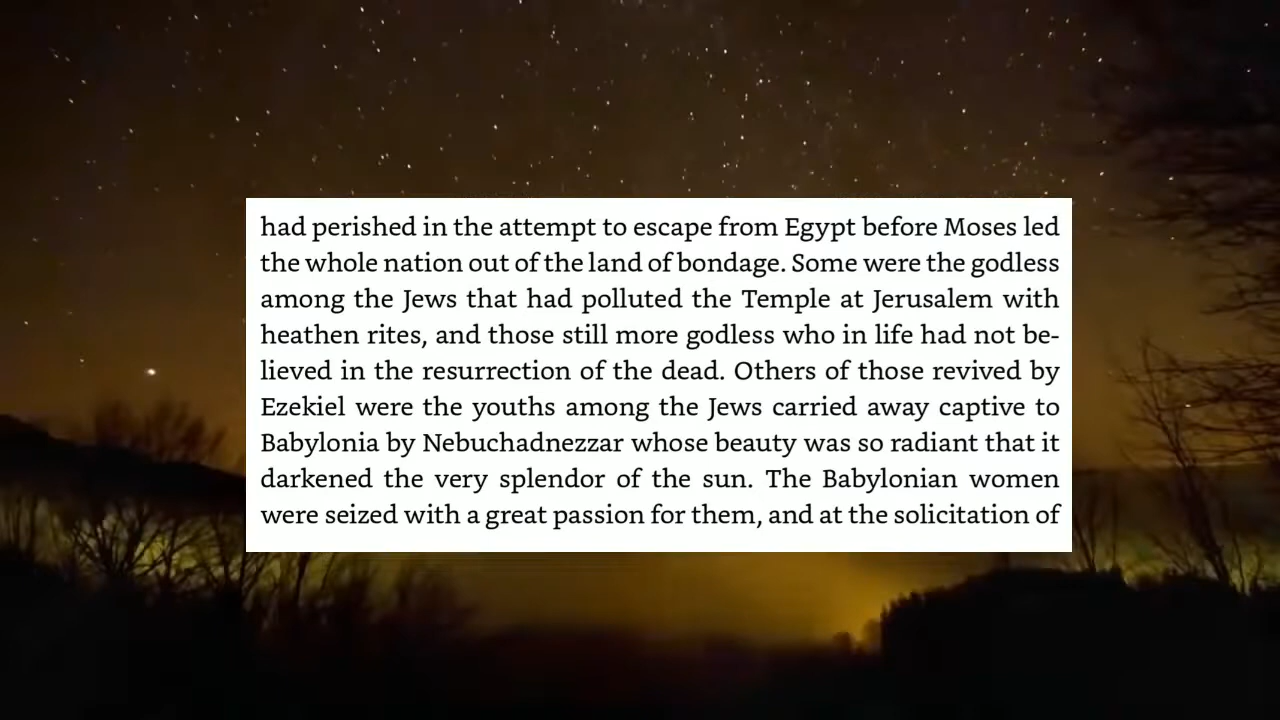 had perished in the attempt to escape from Egypt before Moses led
the whole nation out of the land of bondage. Some were the godless
among the Jews that had polluted the Temple at Jerusalem with
heathen rites, and those still more godless who in life had not be-
lieved in the resurrection of the dead. Others of those revived by
Ezekiel were the youths among the Jews carried away captive to
Babylonia by Nebuchadnezzar whose beauty was so radiant that it
darkened the very splendor of the sun. The Babylonian women
were seized with a great passion for them, and at the solicitation of